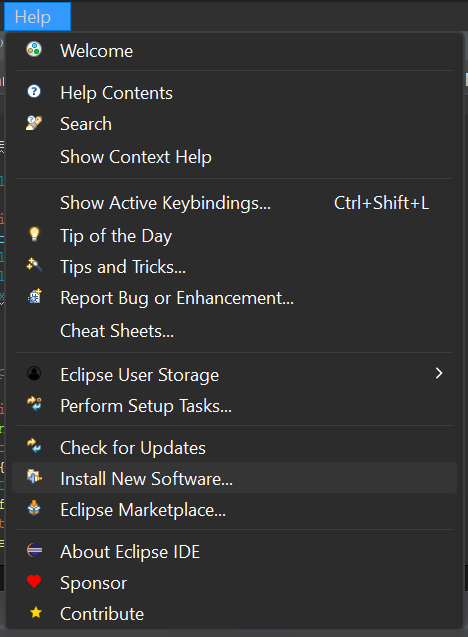 Help
Welcome
Help Contents
Search
Show Context Help
Show Active Keybindings... Ctrl+Shift+L
Tip of the Day
Tips and Tricks...
Report Bug or Enhancement...
Cheat Sheets...
Eclipse User Storage
Perform Setup Tasks...
Check for Updates
Install New Software...
Eclipse Marketplace...
About Eclipse IDE
Sponsor
Contribute